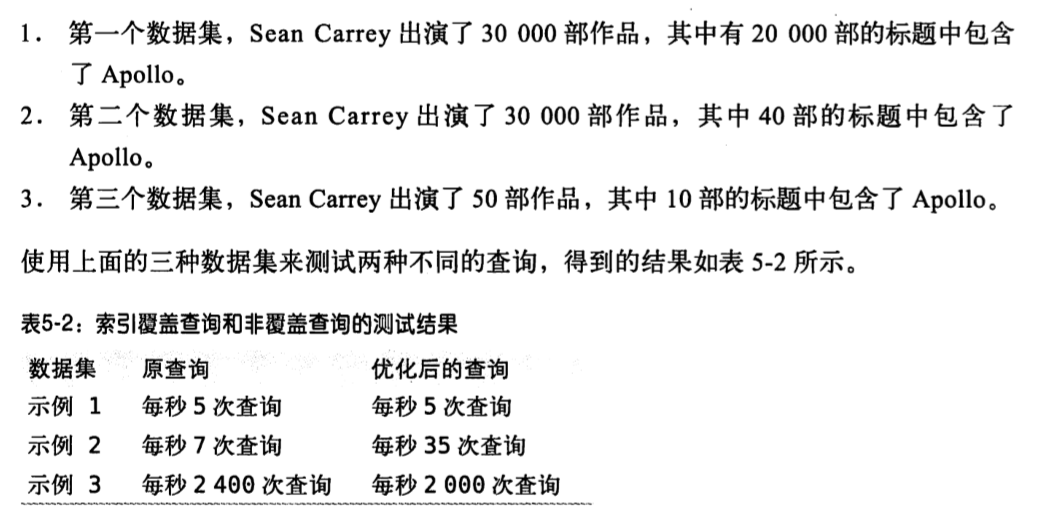 1. 第一个数据集，Sean Carrey 出演了 30 000 部作品，其中有 20 000 部的标题中包含
了 Apollo。
2. 第二个数据集，Sean Carrey 出演了 30 000 部作品，其中 40 部的标题中包含了
Apollo。
3. 第三个数据集，Sean Carrey 出演了 50 部作品，其中 10 部的标题中包含了 Apollo。
使用上面的三种数据集来测试两种不同的查询，得到的结果如表 5-2 所示。
表5-2：索引覆盖查询和非覆盖查询的测试结果
数据集 原查询 优化后的查询
示例 1 每秒 5 次查询 每秒 5 次查询
示例 2 每秒 7 次查询 每秒 35 次查询
示例 3 每秒 2 400 次查询 每秒 2 000 次查询